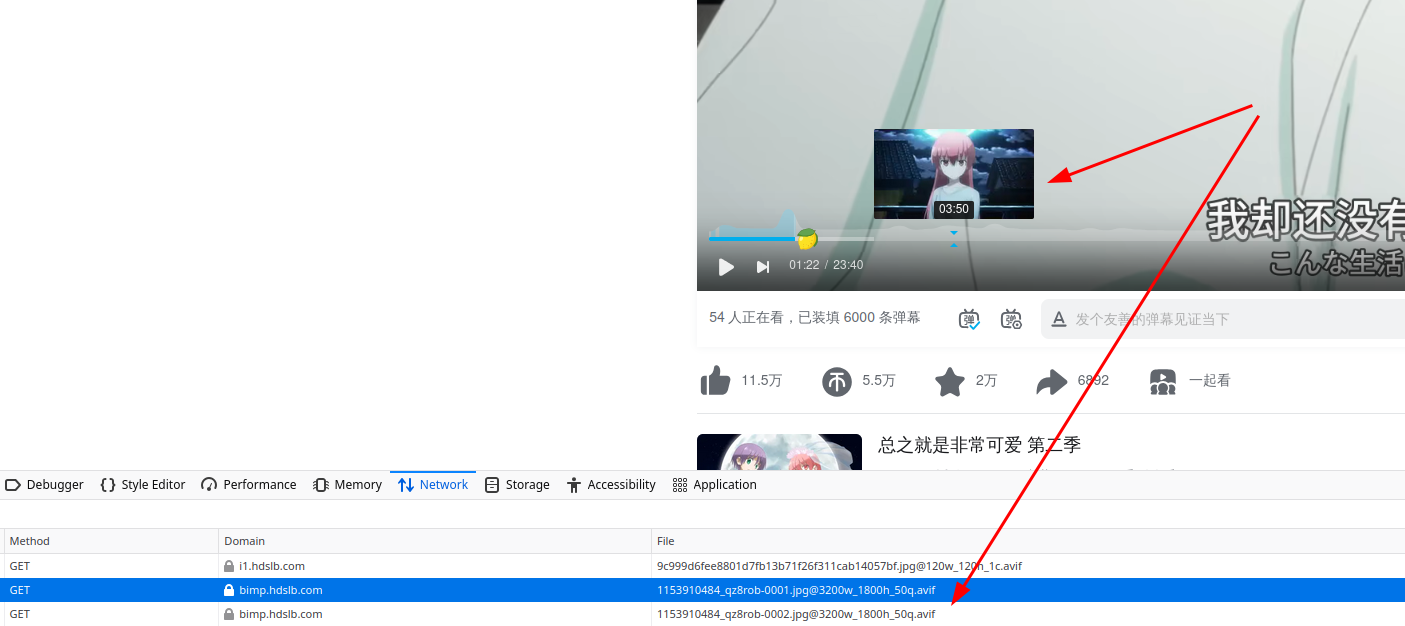 03:50
我却还没有
こんな生活
01:22 / 23:40
54 人正在看，已装填 6000 条弹幕
弹
弹
A 发个友善的弹幕见证当下
11.5万
5.5万
2万
6892
一起看
总之就是非常可爱 第二季
Debugger
Style Editor
Performance
Memory
Network
Storage
Accessibility
Application
Method Domain File
GET i1.hdslb.com 9c999d6fee8801d7fb13b71f26f311cab14057bf.jpg@120w_120h_1c.avif
GET bimp.hdslb.com 1153910484_qz8rob-0001.jpg@3200w_1800h_50q.avif
GET bimp.hdslb.com 1153910484_qz8rob-0002.jpg@3200w_1800h_50q.avif